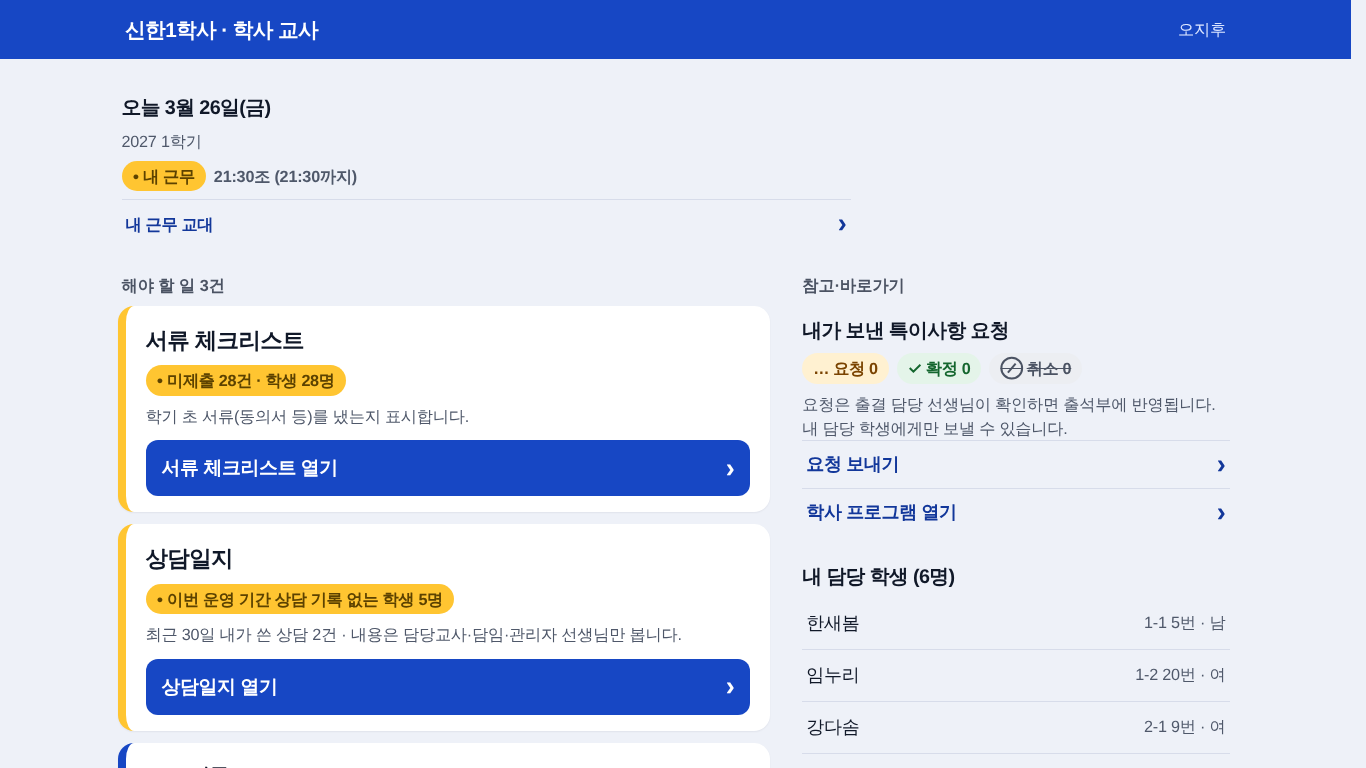 신한1학사 · 학사 교사
오지후
오늘 3월 26일(금)
2027 1학기
• 내 근무 21:30조 (21:30까지)
내 근무 교대 ›
해야 할 일 3건
서류 체크리스트
• 미제출 28건 · 학생 28명
학기 초 서류(동의서 등)를 냈는지 표시합니다.
서류 체크리스트 열기 ›
상담일지
• 이번 운영 기간 상담 기록 없는 학생 5명
최근 30일 내가 쓴 상담 2건 · 내용은 담당교사·담임·관리자 선생님만 봅니다.
상담일지 열기 ›
참고·바로가기
내가 보낸 특이사항 요청
… 요청 0 ✓ 확정 0 취소 0
요청은 출결 담당 선생님이 확인하면 출석부에 반영됩니다.
내 담당 학생에게만 보낼 수 있습니다.
요청 보내기 ›
학사 프로그램 열기 ›
내 담당 학생 (6명)
한새봄 1-1 5번 · 남
임누리 1-2 20번 · 여
강다솜 2-1 9번 · 여